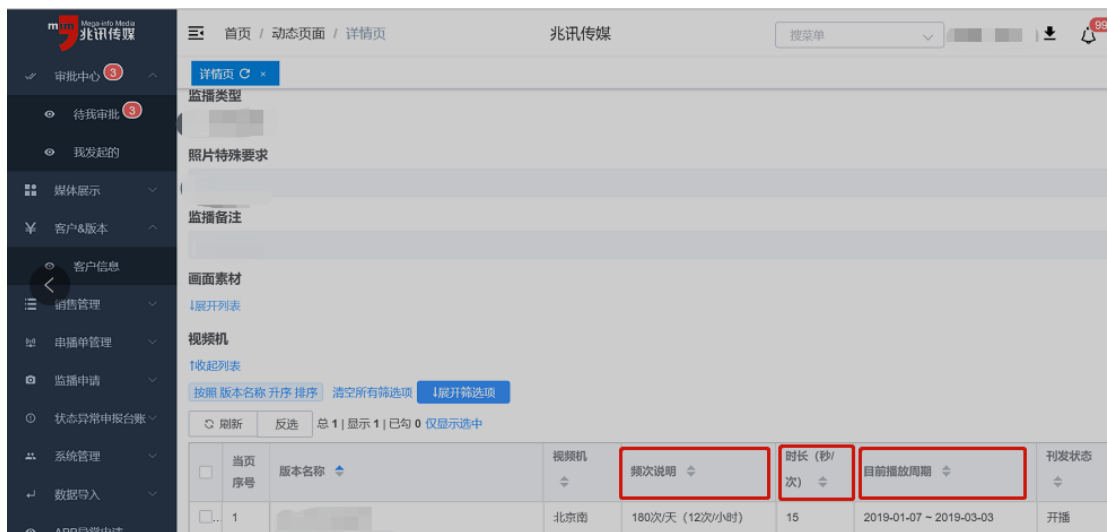 Mega-info Media
兆讯传媒
首页 / 动态页面 / 详情页
兆讯传媒
搜菜单
99
审批中心 3
详情页
监播类型
待我审批 3
我发起的
照片特殊要求
媒体展示
监播备注
客户&版本
客户信息
画面素材
销售管理
↓展开列表
串播单管理
视频机
↑收起列表
监播申请
按照 版本名称 升序 排序 清空所有筛选项 ↓展开筛选项
状态异常申报台账
刷新 反选 总 1 | 显示 1 | 已勾 0 仅显示选中
系统管理
当页序号 版本名称 视频机 频次说明 时长（秒/次） 目前播放周期 刊发状态
数据导入
1 北京南 180次/天（12次/小时） 15 2019-01-07 ~ 2019-03-03 开播